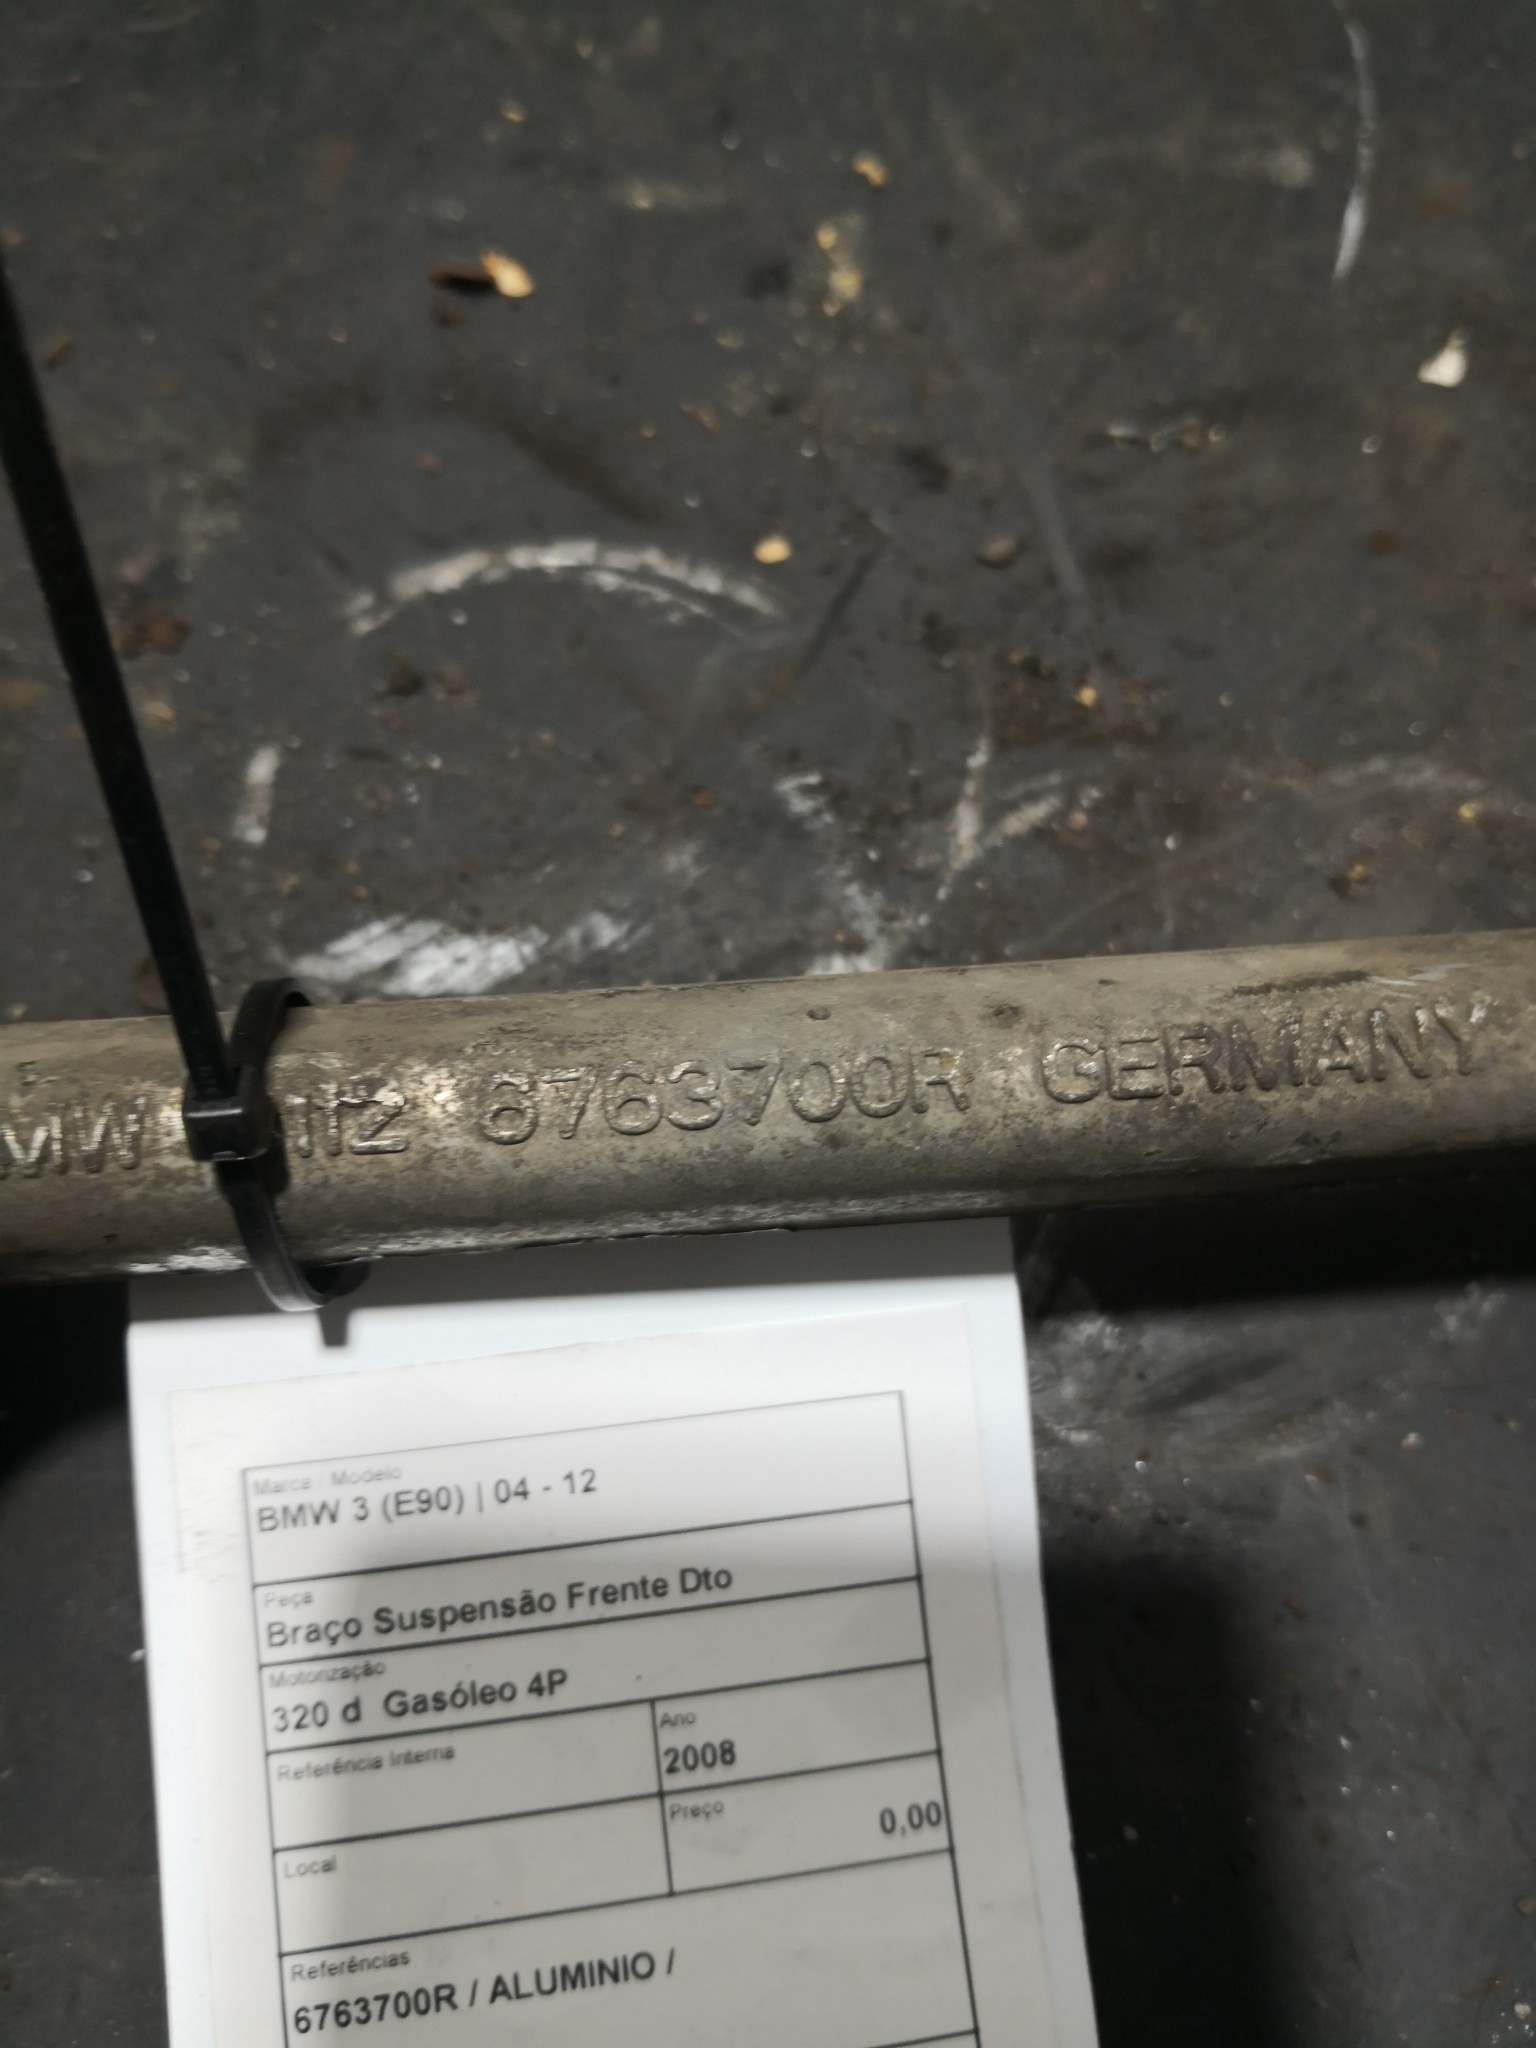 MW 6763700R GERMANY
Marca / Modelo
BMW 3 (E90) | 04 - 12
Peça
Braço Suspensão Frente Dto
Motorização
320 d Gasóleo 4P
Referência Interna
Ano
2008
Local
Preço
0,00
Referências
6763700R / ALUMINIO /